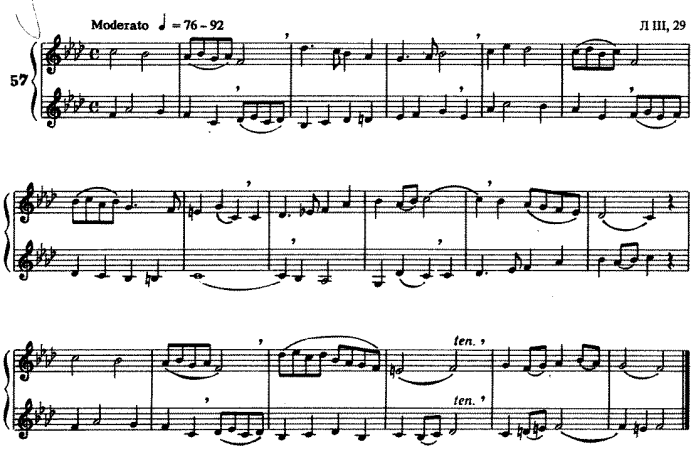 Moderato ♩ = 76 – 92
Л III, 29
57
ten.
ten.